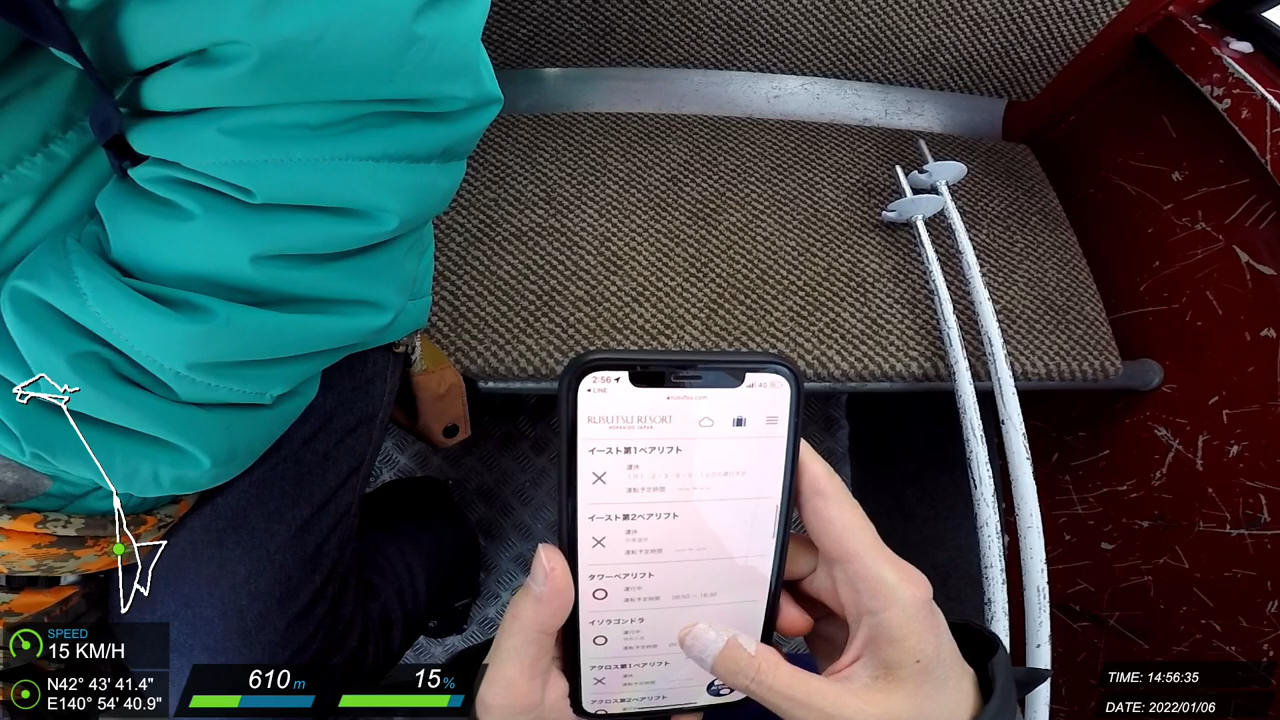 2:56
4G
◀ LINE
rusutsu.com
RUSUTSU RESORT
HOKKAIDO JAPAN
イースト第1ペアリフト
運休
運転予定時間
イースト第2ペアリフト
運休
運転予定時間
タワーペアリフト
運行中
運転予定時間
イゾラゴンドラ
運行中
運転予定時間
アクロス第1ペアリフト
運休
アクロス第2ペアリフト
SPEED
15 KM/H
N42° 43' 41.4"
E140° 54' 40.9"
610 m
15 %
TIME: 14:56:35
DATE: 2022/01/06